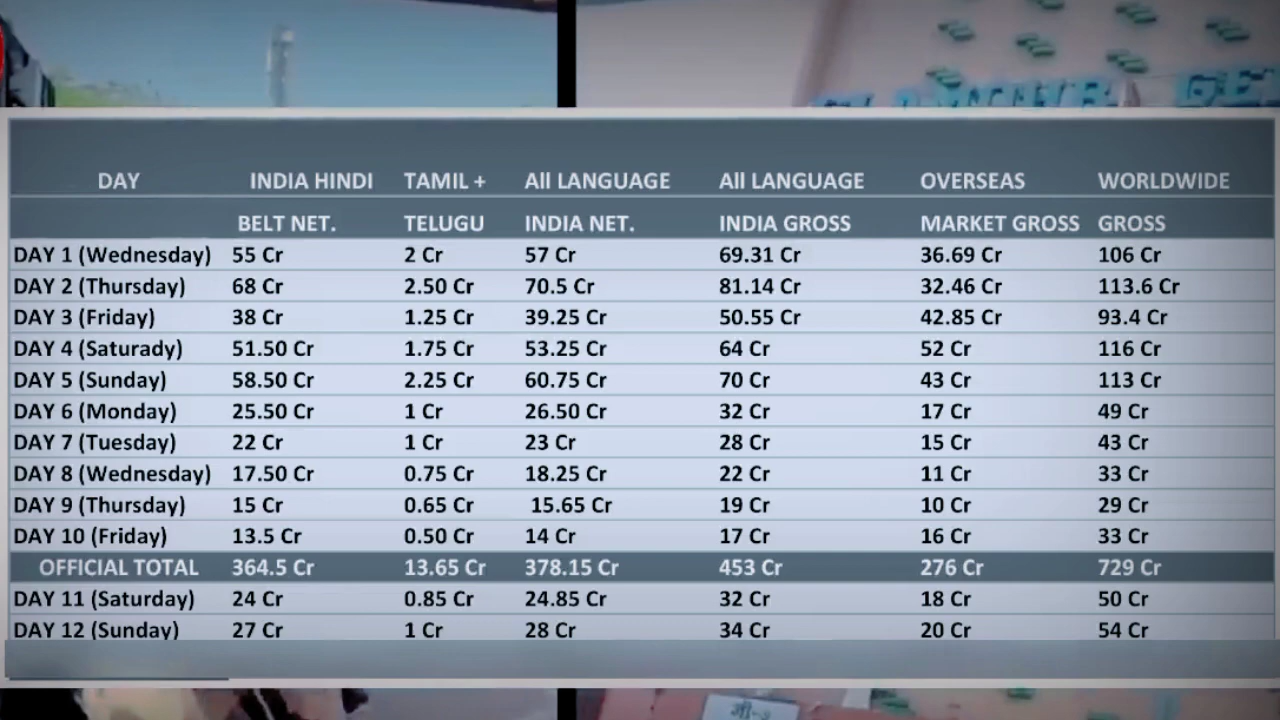 DAY INDIA HINDI TAMIL + All LANGUAGE All LANGUAGE OVERSEAS WORLDWIDE
BELT NET. TELUGU INDIA NET. INDIA GROSS MARKET GROSS GROSS
DAY 1 (Wednesday) 55 Cr 2 Cr 57 Cr 69.31 Cr 36.69 Cr 106 Cr
DAY 2 (Thursday) 68 Cr 2.50 Cr 70.5 Cr 81.14 Cr 32.46 Cr 113.6 Cr
DAY 3 (Friday) 38 Cr 1.25 Cr 39.25 Cr 50.55 Cr 42.85 Cr 93.4 Cr
DAY 4 (Saturady) 51.50 Cr 1.75 Cr 53.25 Cr 64 Cr 52 Cr 116 Cr
DAY 5 (Sunday) 58.50 Cr 2.25 Cr 60.75 Cr 70 Cr 43 Cr 113 Cr
DAY 6 (Monday) 25.50 Cr 1 Cr 26.50 Cr 32 Cr 17 Cr 49 Cr
DAY 7 (Tuesday) 22 Cr 1 Cr 23 Cr 28 Cr 15 Cr 43 Cr
DAY 8 (Wednesday) 17.50 Cr 0.75 Cr 18.25 Cr 22 Cr 11 Cr 33 Cr
DAY 9 (Thursday) 15 Cr 0.65 Cr 15.65 Cr 19 Cr 10 Cr 29 Cr
DAY 10 (Friday) 13.5 Cr 0.50 Cr 14 Cr 17 Cr 16 Cr 33 Cr
OFFICIAL TOTAL 364.5 Cr 13.65 Cr 378.15 Cr 453 Cr 276 Cr 729 Cr
DAY 11 (Saturday) 24 Cr 0.85 Cr 24.85 Cr 32 Cr 18 Cr 50 Cr
DAY 12 (Sunday) 27 Cr 1 Cr 28 Cr 34 Cr 20 Cr 54 Cr